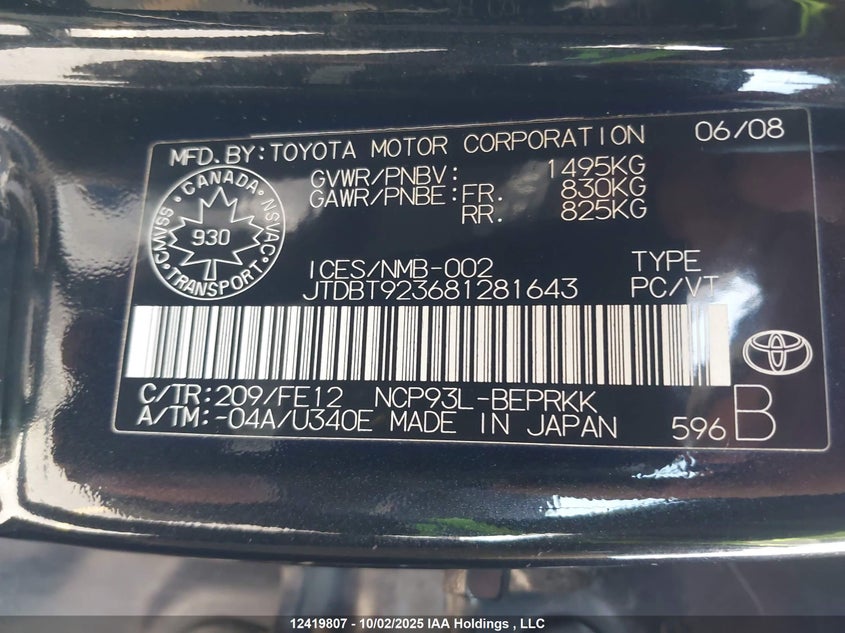 MFD.BY:TOYOTA MOTOR CORPORATION 06/08
GVWR/PNBV: 1495KG
GAWR/PNBE: FR. 830KG
RR. 825KG
CANADA
CMVSS 930 NSVAC
TRANSPORT
ICES/NMB-002 TYPE
JTDBT923681281643 PC/VT
C/TR:209/FE12 NCP93L-BEPRKK
A/TM:-04A/U340E MADE IN JAPAN 596 B
12419807 - 10/02/2025 IAA Holdings , LLC